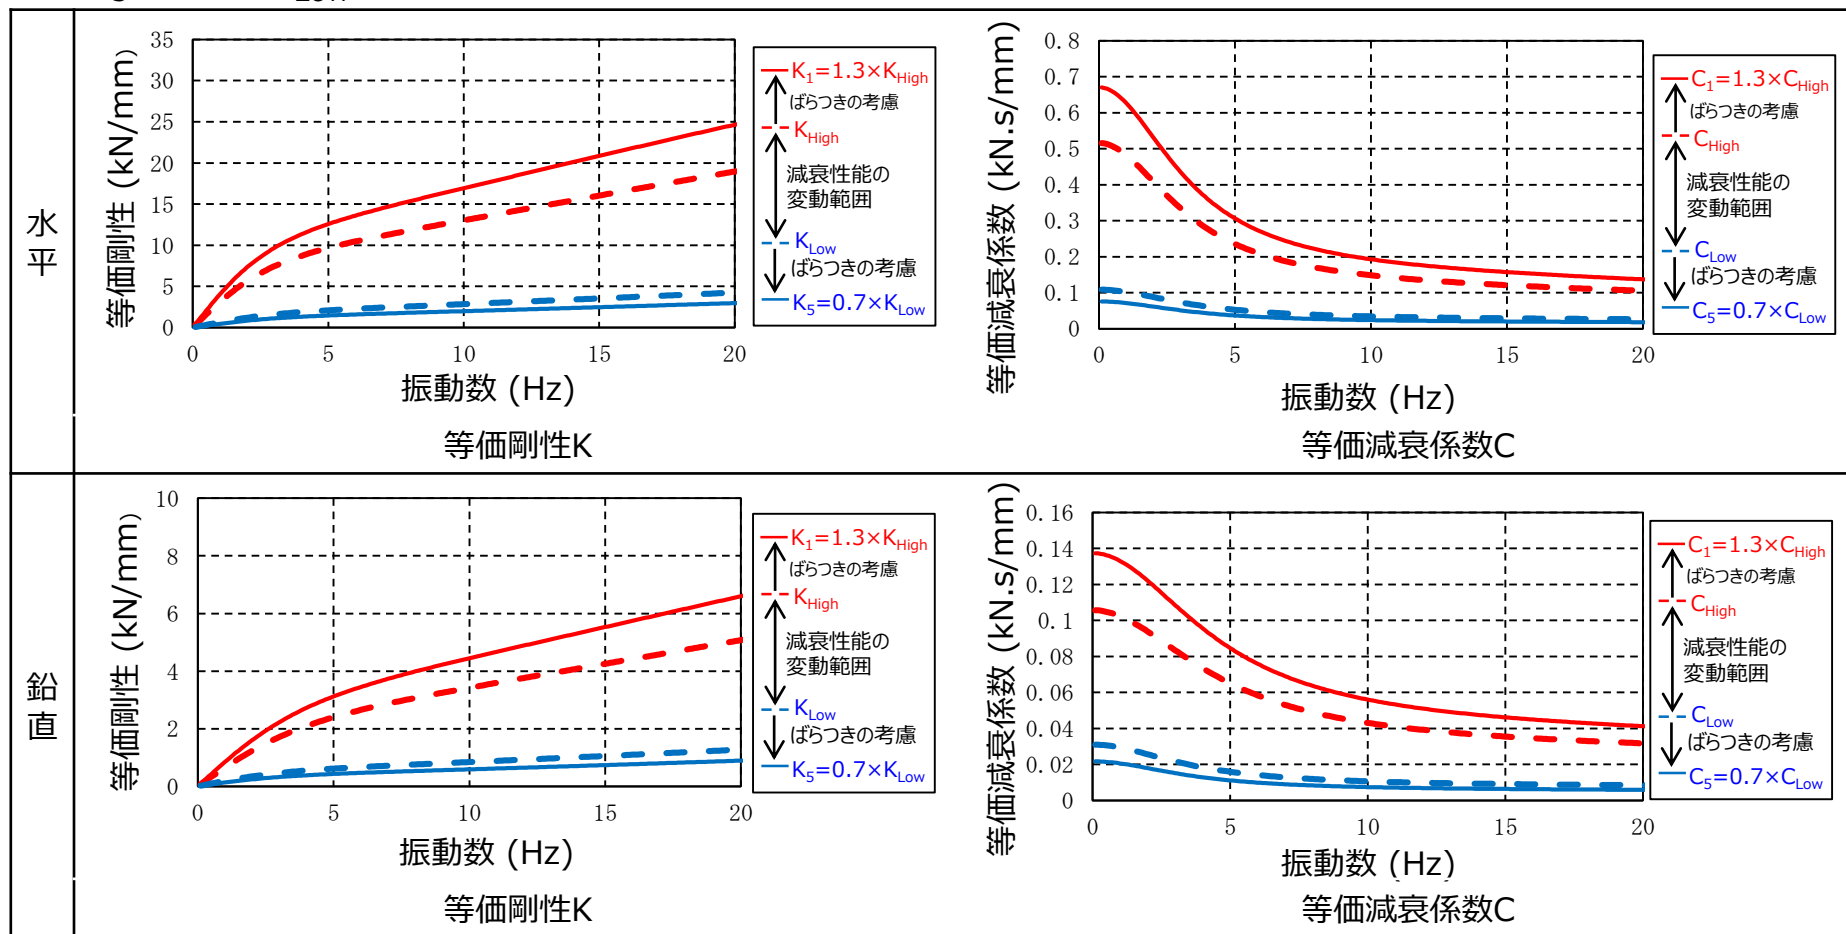 水平
35
30
25
20
15
10
5
0
0 5 10 15 20
等価剛性 (kN/mm)
振動数 (Hz)
K1=1.3×KHigh
ばらつきの考慮
KHigh
減衰性能の
変動範囲
KLow
ばらつきの考慮
K5=0.7×KLow
等価剛性K
0.8
0.7
0.6
0.5
0.4
0.3
0.2
0.1
0
0 5 10 15 20
等価減衰係数 (kN.s/mm)
振動数 (Hz)
C1=1.3×CHigh
ばらつきの考慮
CHigh
減衰性能の
変動範囲
CLow
ばらつきの考慮
C5=0.7×CLow
等価減衰係数C
鉛直
10
8
6
4
2
0
0 5 10 15 20
等価剛性 (kN/mm)
振動数 (Hz)
K1=1.3×KHigh
ばらつきの考慮
KHigh
減衰性能の
変動範囲
KLow
ばらつきの考慮
K5=0.7×KLow
等価剛性K
0.16
0.14
0.12
0.1
0.08
0.06
0.04
0.02
0
0 5 10 15 20
等価減衰係数 (kN.s/mm)
振動数 (Hz)
C1=1.3×CHigh
ばらつきの考慮
CHigh
減衰性能の
変動範囲
CLow
ばらつきの考慮
C5=0.7×CLow
等価減衰係数C